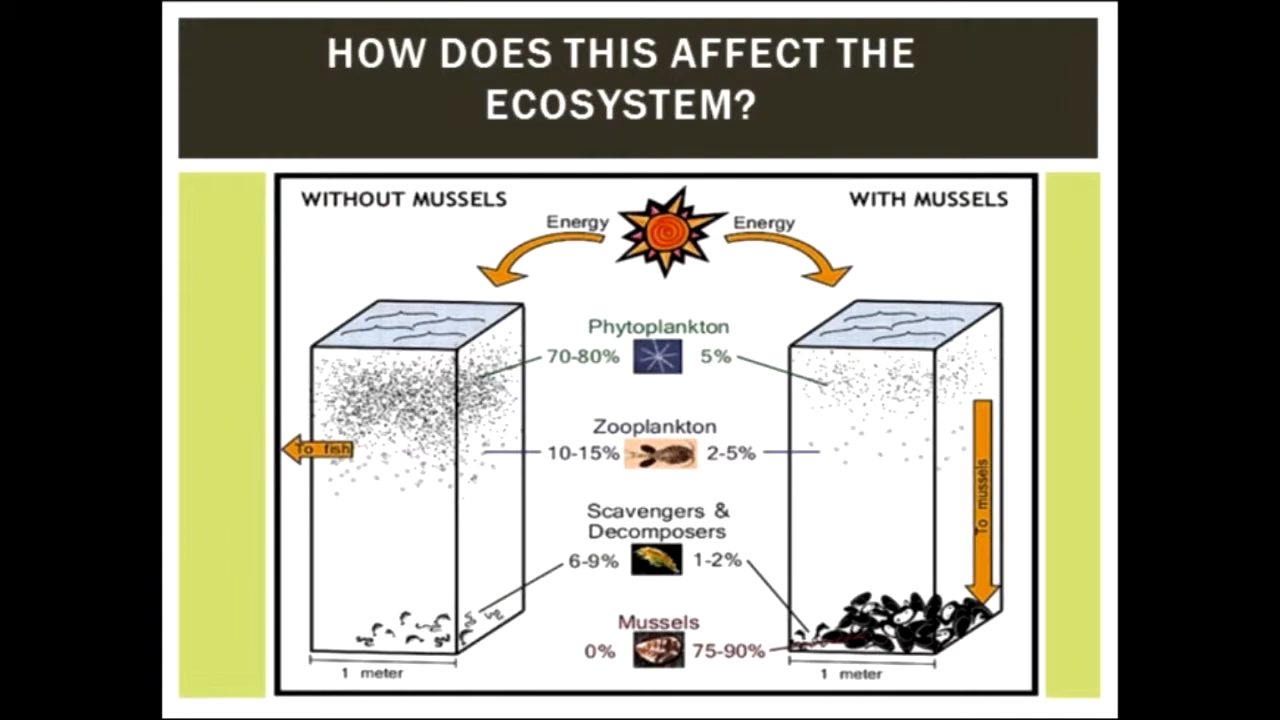 HOW DOES THIS AFFECT THE
ECOSYSTEM?
WITHOUT MUSSELS
WITH MUSSELS
Energy
Energy
Phytoplankton
70-80%
5%
Zooplankton
10-15%
2-5%
To fish
To mussels
Scavengers &
Decomposers
6-9%
1-2%
Mussels
0%
75-90%
1 meter
1 meter